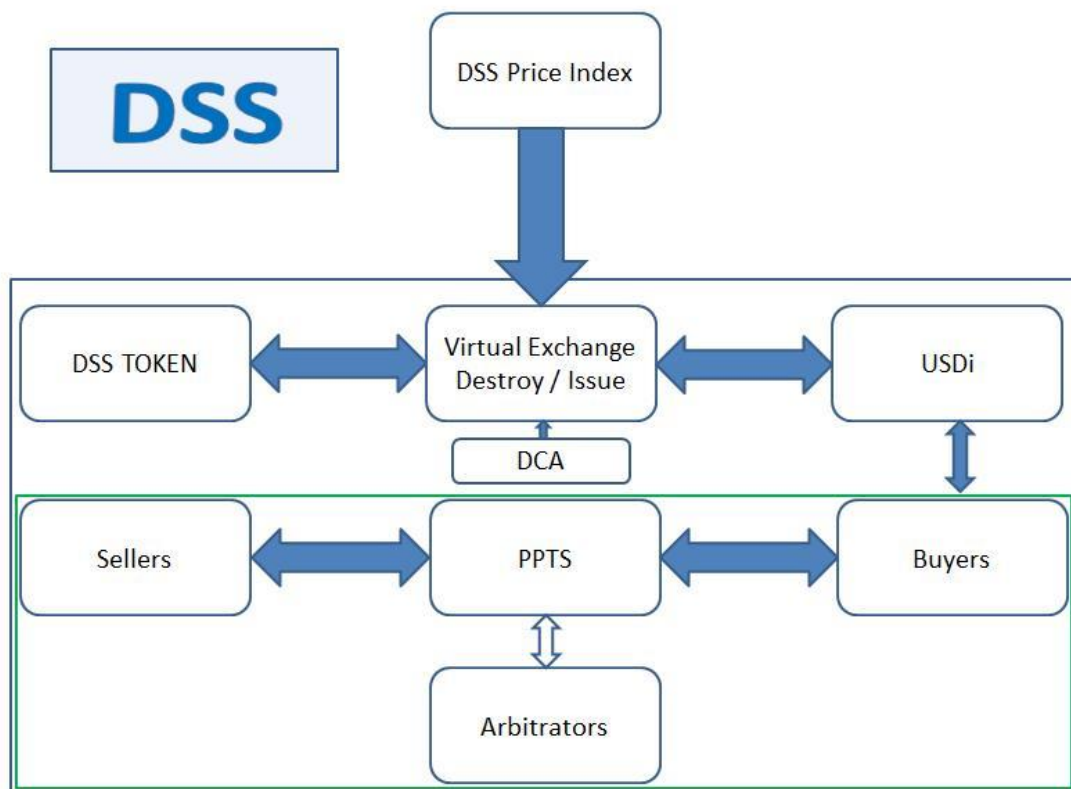 DSS
DSS Price Index
DSS TOKEN
Virtual Exchange
Destroy / Issue
USDi
DCA
Sellers
PPTS
Buyers
Arbitrators